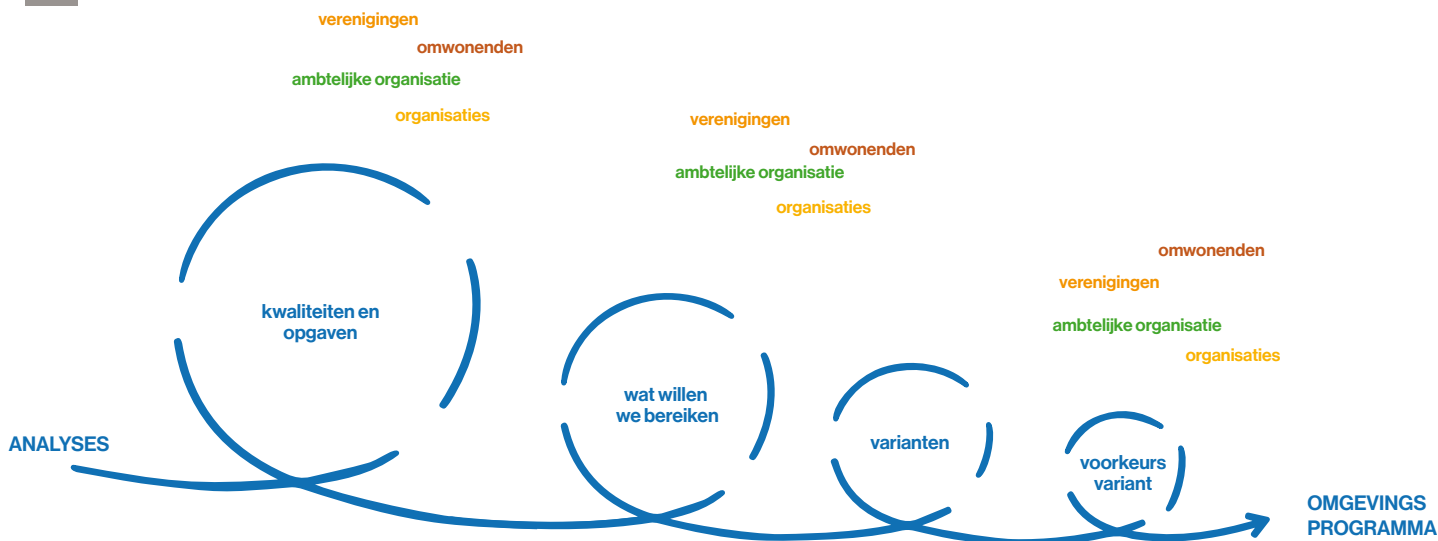 verenigingen
omwonenden
ambtelijke organisatie
organisaties
verenigingen
omwonenden
ambtelijke organisatie
organisaties
omwonenden
verenigingen
ambtelijke organisatie
organisaties
kwaliteiten en
opgaven
wat willen
we bereiken
varianten
voorkeurs
variant
ANALYSES
OMGEVINGS
PROGRAMMA